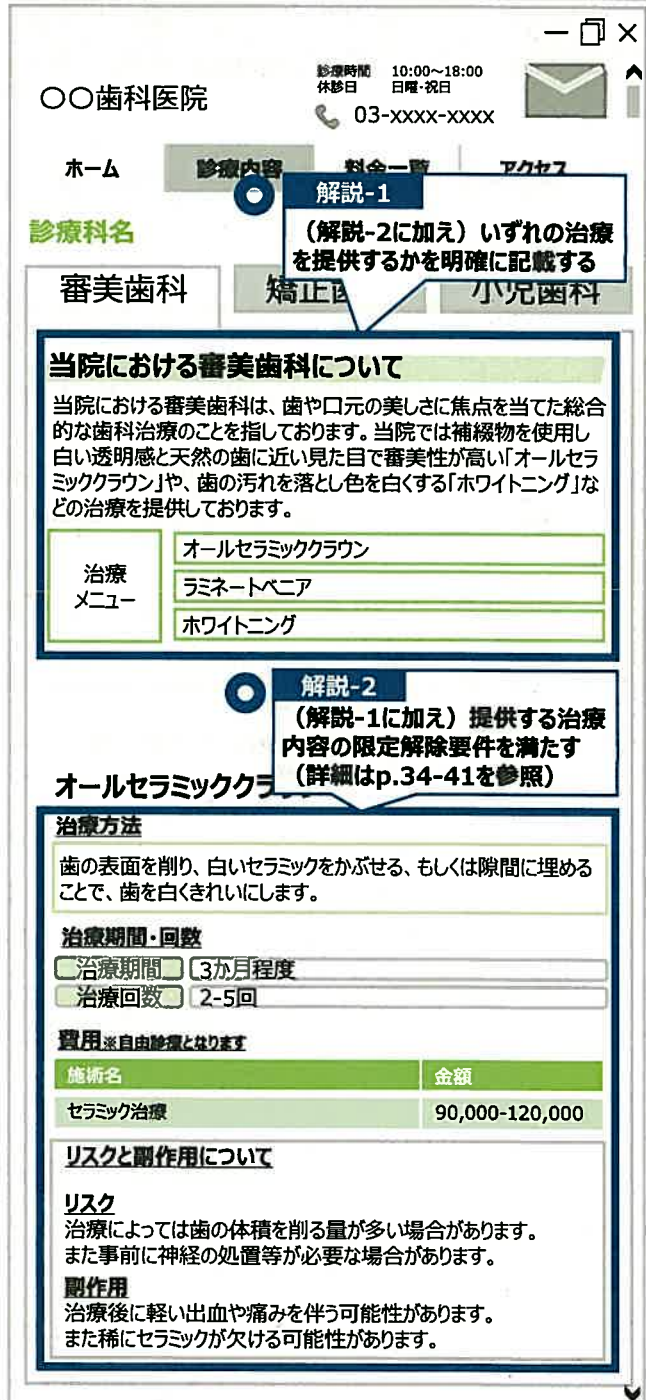 ○○歯科医院
診療時間 10:00～18:00
休診日 日曜・祝日
03-xxxx-xxxx
ホーム 診療内容 料金一覧 アクセス
解説-1
（解説-2に加え）いずれの治療
を提供するかを明確に記載する
診療科名
審美歯科 矯正歯 小児歯科
当院における審美歯科について
当院における審美歯科は、歯や口元の美しさに焦点を当てた総合
的な歯科治療のことを指しております。当院では補綴物を使用し
白い透明感と天然の歯に近い見た目で審美性が高い「オールセラ
ミッククラウン」や、歯の汚れを落とし色を白くする「ホワイトニング」な
どの治療を提供しております。
治療
メニュー
オールセラミッククラウン
ラミネートベニア
ホワイトニング
解説-2
（解説-1に加え）提供する治療
内容の限定解除要件を満たす
（詳細はp.34-41を参照）
オールセラミッククラウン
治療方法
歯の表面を削り、白いセラミックをかぶせる、もしくは隙間に埋める
ことで、歯を白くきれいにします。
治療期間・回数
治療期間 3か月程度
治療回数 2-5回
費用※自由診療となります
施術名 金額
セラミック治療 90,000-120,000
リスクと副作用について
リスク
治療によっては歯の体積を削る量が多い場合があります。
また事前に神経の処置等が必要な場合があります。
副作用
治療後に軽い出血や痛みを伴う可能性があります。
また稀にセラミックが欠ける可能性があります。